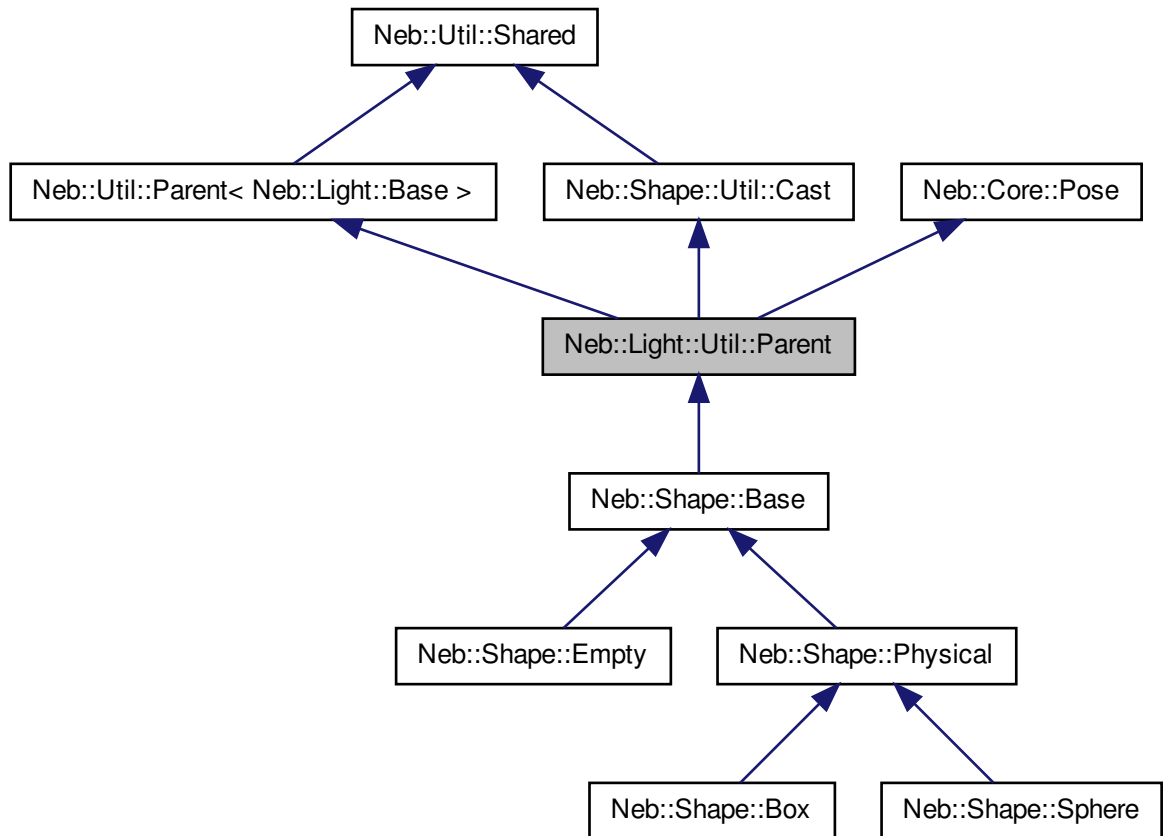 Neb::Util::Shared
Neb::Util::Parent< Neb::Light::Base >
Neb::Shape::Util::Cast
Neb::Core::Pose
Neb::Light::Util::Parent
Neb::Shape::Base
Neb::Shape::Empty
Neb::Shape::Physical
Neb::Shape::Box
Neb::Shape::Sphere